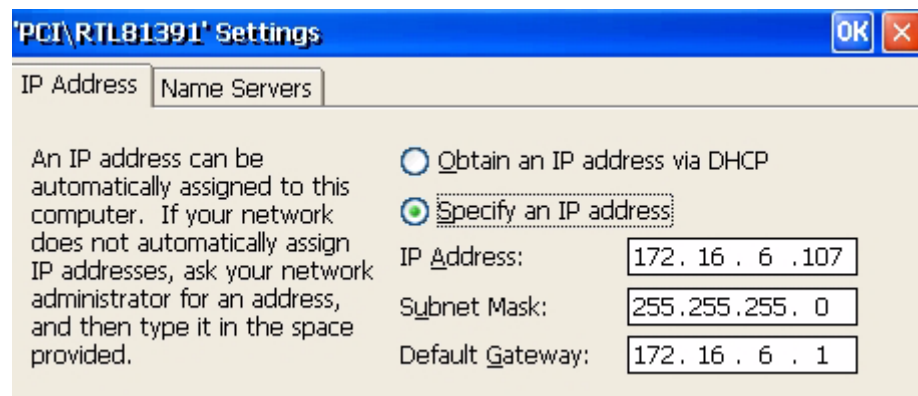 'PCI\RTL81391' Settings OK
IP Address Name Servers
An IP address can be
automatically assigned to this
computer. If your network
does not automatically assign
IP addresses, ask your network
administrator for an address,
and then type it in the space
provided.
Obtain an IP address via DHCP
Specify an IP address
IP Address: 172. 16 . 6 .107
Subnet Mask: 255.255.255. 0
Default Gateway: 172. 16 . 6 . 1